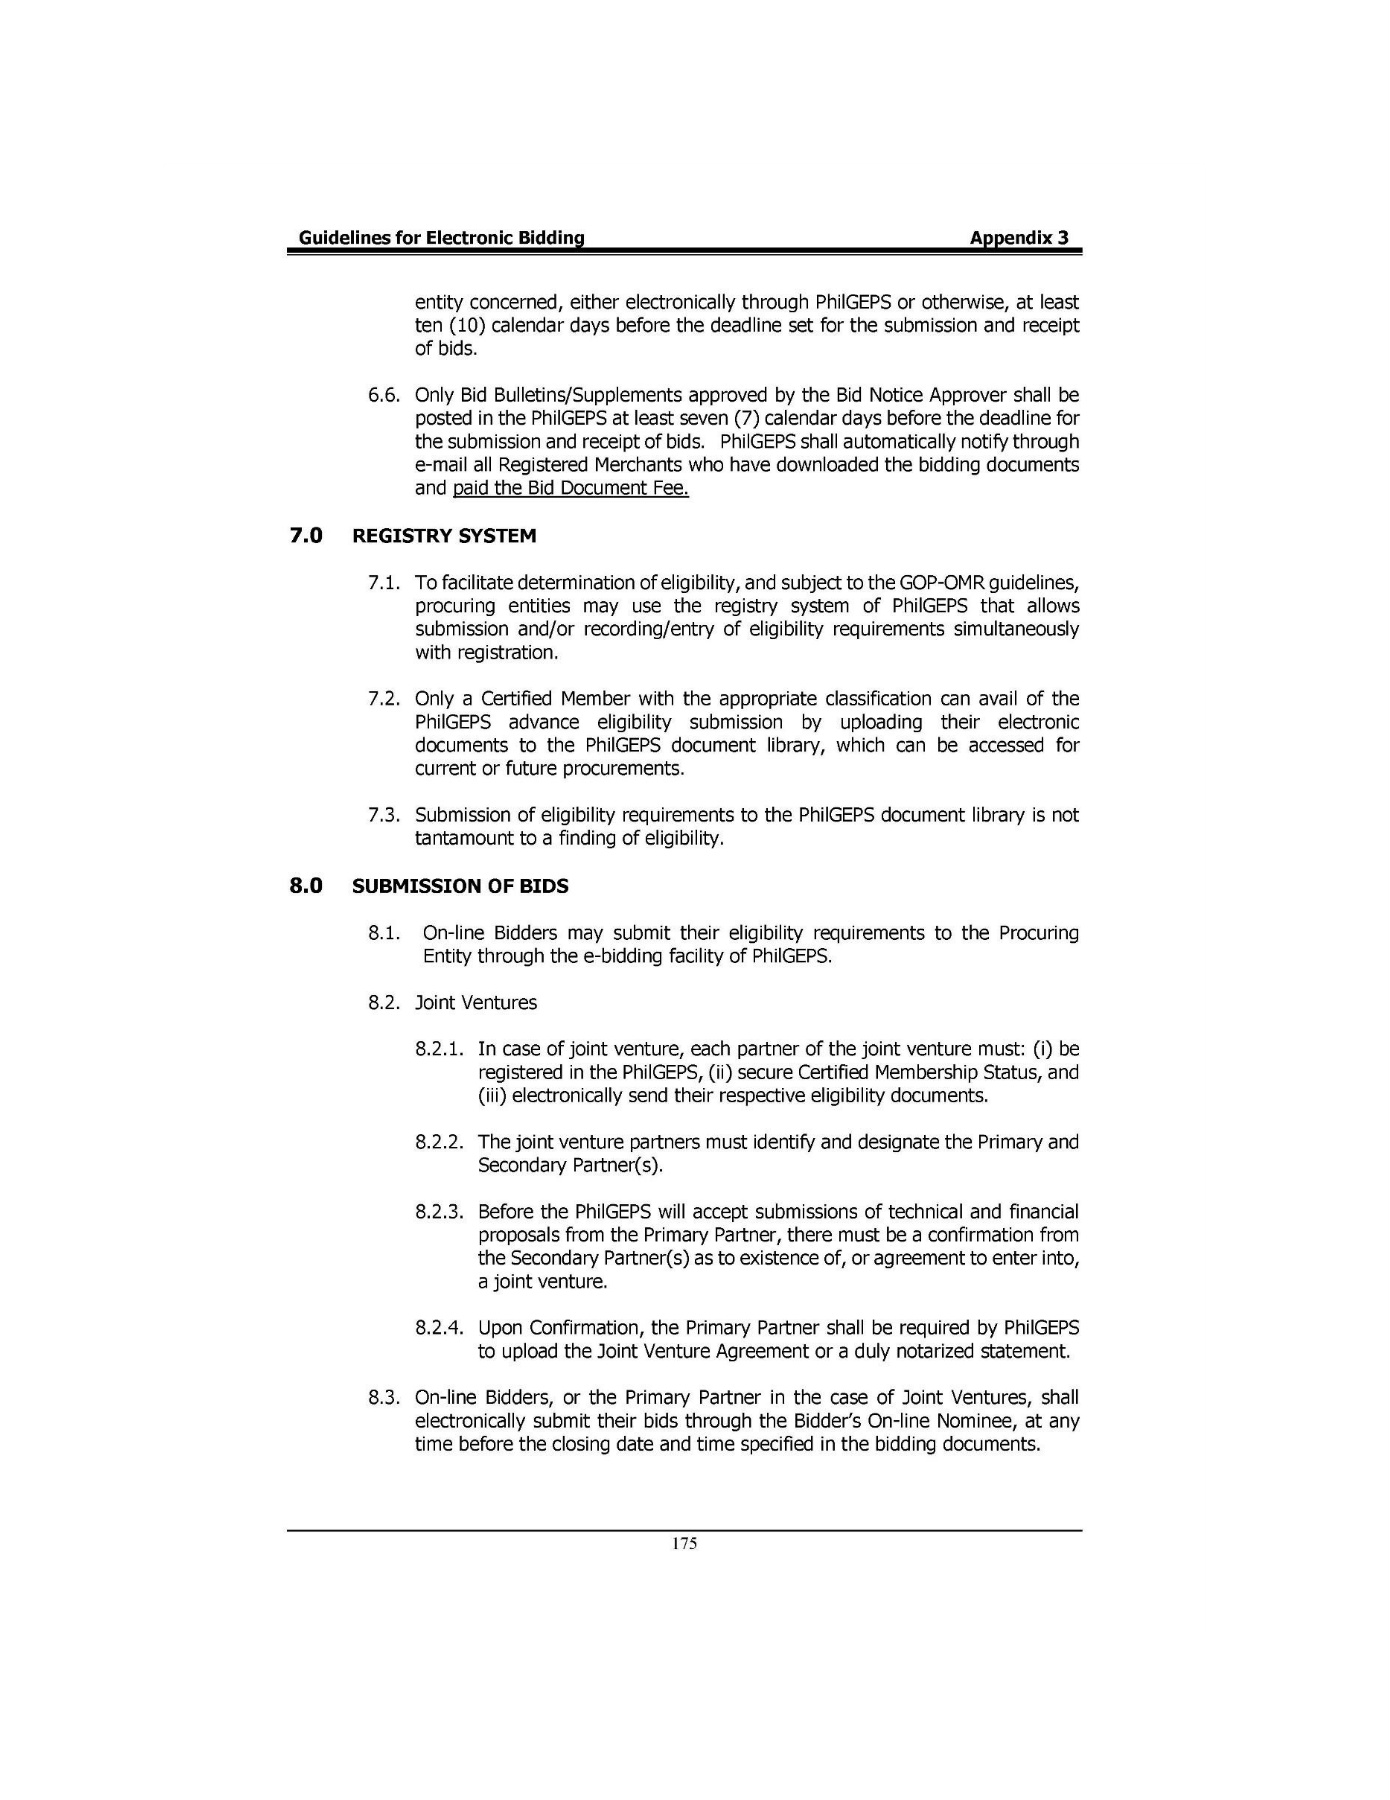 Guidelines for Electronic Bidding Appendix 3
entity concerned, either electronically through PhilGEPS or otherwise, at least
ten (10) calendar days before the deadline set for the submission and receipt
of bids.
6.6. Only Bid Bulletins/Supplements approved by the Bid Notice Approver shall be
posted in the PhilGEPS at least seven (7) calendar days before the deadline for
the submission and receipt of bids. PhilGEPS shall automatically notify through
e-mail all Registered Merchants who have downloaded the bidding documents
and paid the Bid Document Fee.
7.0 REGISTRY SYSTEM
7.1. To facilitate determination of eligibility, and subject to the GOP-OMR guidelines,
procuring entities may use the registry system of PhilGEPS that allows
submission and/or recording/entry of eligibility requirements simultaneously
with registration.
7.2. Only a Certified Member with the appropriate classification can avail of the
PhilGEPS advance eligibility submission by uploading their electronic
documents to the PhilGEPS document library, which can be accessed for
current or future procurements.
7.3. Submission of eligibility requirements to the PhilGEPS document library is not
tantamount to a finding of eligibility.
8.0 SUBMISSION OF BIDS
8.1. On-line Bidders may submit their eligibility requirements to the Procuring
Entity through the e-bidding facility of PhilGEPS.
8.2. Joint Ventures
8.2.1. In case of joint venture, each partner of the joint venture must: (i) be
registered in the PhilGEPS, (ii) secure Certified Membership Status, and
(iii) electronically send their respective eligibility documents.
8.2.2. The joint venture partners must identify and designate the Primary and
Secondary Partner(s).
8.2.3. Before the PhilGEPS will accept submissions of technical and financial
proposals from the Primary Partner, there must be a confirmation from
the Secondary Partner(s) as to existence of, or agreement to enter into,
a joint venture.
8.2.4. Upon Confirmation, the Primary Partner shall be required by PhilGEPS
to upload the Joint Venture Agreement or a duly notarized statement.
8.3. On-line Bidders, or the Primary Partner in the case of Joint Ventures, shall
electronically submit their bids through the Bidder's On-line Nominee, at any
time before the closing date and time specified in the bidding documents.
175